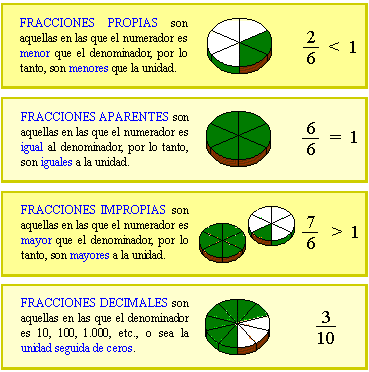 FRACCIONES PROPIAS son
aquellas en las que el numerador es
menor que el denominador, por lo
tanto, son menores que la unidad.
2/6 < 1
FRACCIONES APARENTES son
aquellas en las que el numerador es
igual al denominador, por lo tanto,
son iguales a la unidad.
6/6 = 1
FRACCIONES IMPROPIAS son
aquellas en las que el numerador es
mayor que el denominador, por lo
tanto, son mayores a la unidad.
7/6 > 1
FRACCIONES DECIMALES son
aquellas en las que el denominador
es 10, 100, 1.000, etc., o sea la
unidad seguida de ceros.
3/10